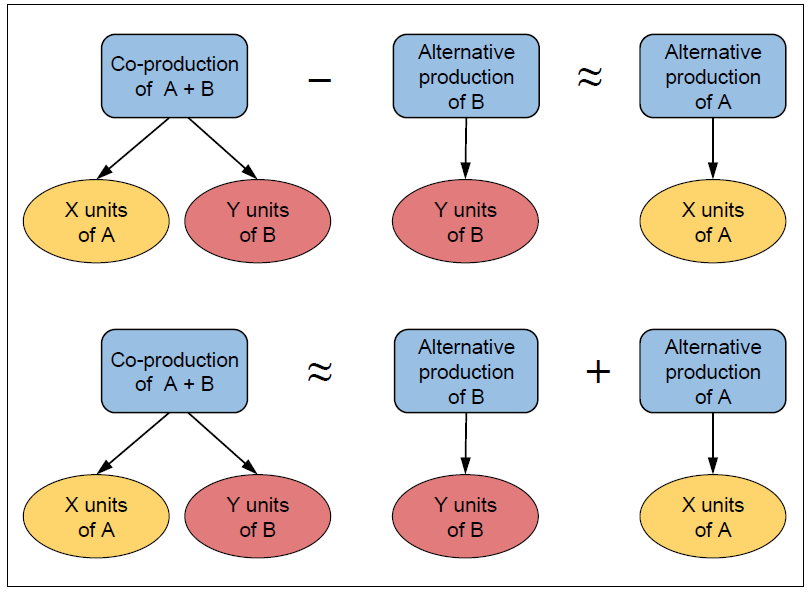 Co-production
of A + B
−
Alternative
production
of B
≈
Alternative
production
of A
X units
of A
Y units
of B
Y units
of B
X units
of A
Co-production
of A + B
≈
Alternative
production
of B
+
Alternative
production
of A
X units
of A
Y units
of B
Y units
of B
X units
of A